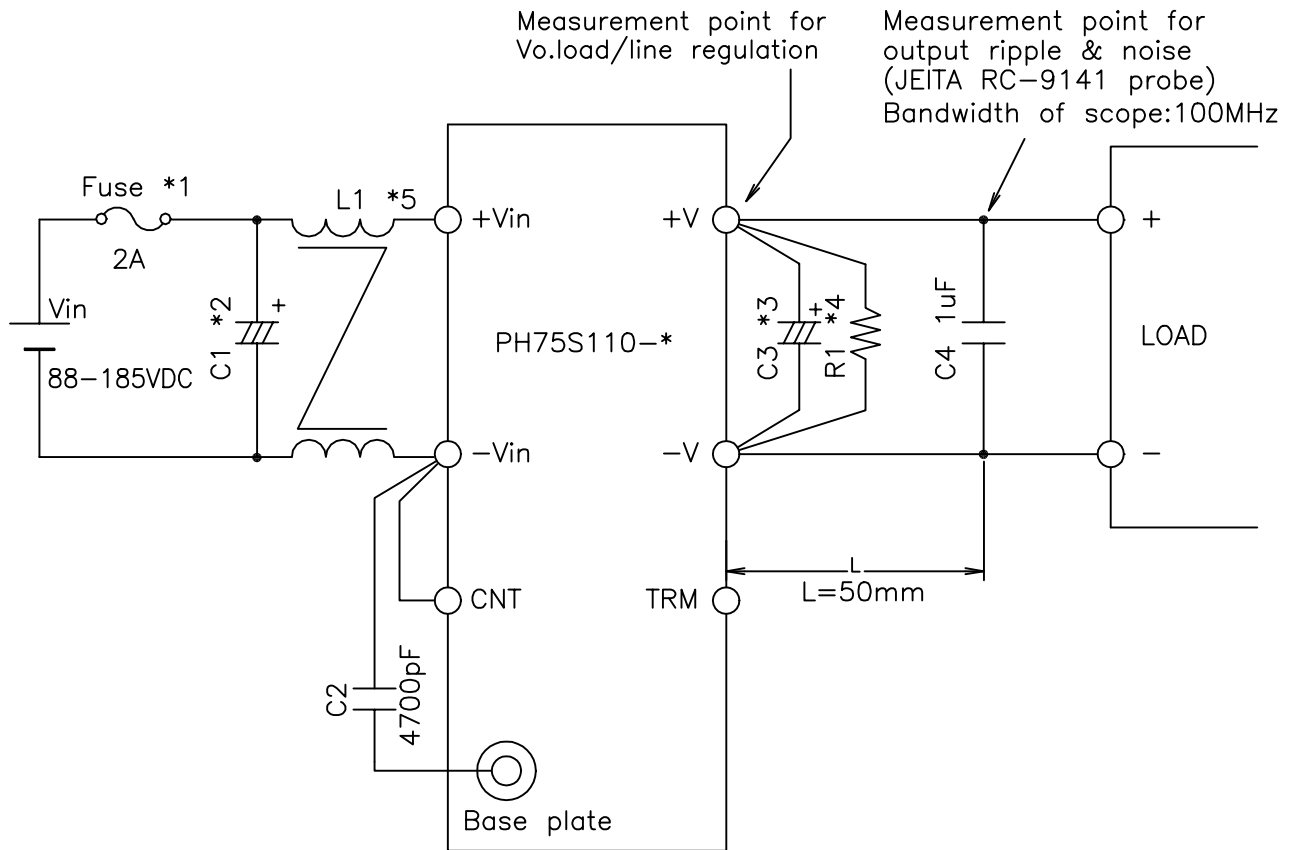 Measurement point for
Vo.load/line regulation
Measurement point for
output ripple & noise
(JEITA RC-9141 probe)
Bandwidth of scope:100MHz
Fuse *1
2A
L1 *5
+Vin
+V
+
Vin
88-185VDC
C1 *2
+
PH75S110-*
C3 *3
+
R1 *4
C4 1uF
LOAD
-Vin
-V
-
CNT
TRM
L
L=50mm
C2
4700pF
Base plate